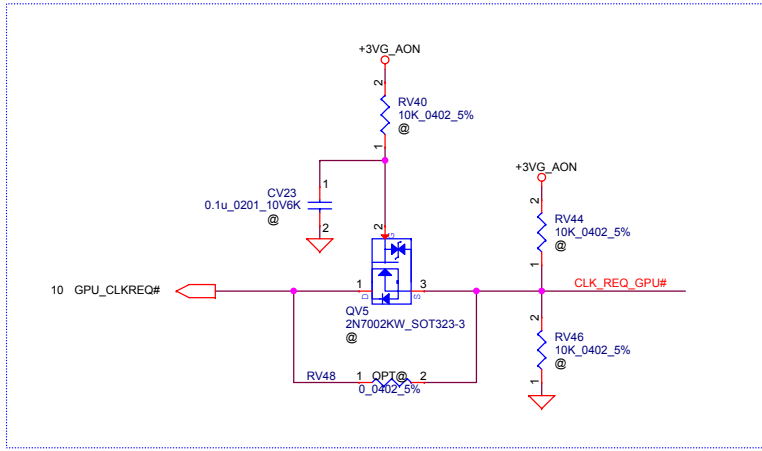 +3VG_AON
2
RV40
10K_0402_5%
@
1
+3VG_AON
1
CV23
0.1u_0201_10V6K
@
2
2
RV44
10K_0402_5%
@
1
2
G
10 GPU_CLKREQ#
1
3
CLK_REQ_GPU#
D
S
QV5
2N7002KW_SOT323-3
@
2
RV46
10K_0402_5%
@
1
RV48
1
OPT@
2
0_0402_5%